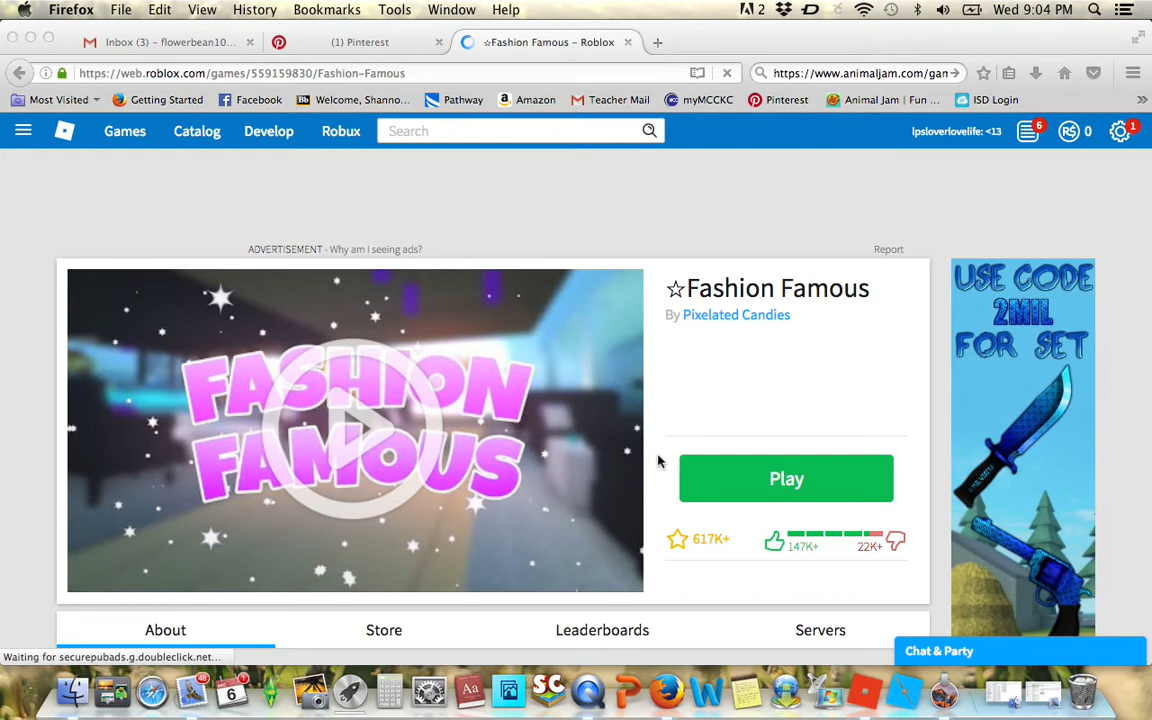 Firefox File Edit View History Bookmarks Tools Window Help 2 Wed 9:04 PM
Inbox (3) – flowerbean10... (1) Pinterest ☆Fashion Famous - Roblox
https://web.roblox.com/games/559159830/Fashion-Famous https://www.animaljam.com/gam
Most Visited Getting Started Facebook Welcome, Shanno... Pathway Amazon Teacher Mail myMCCKC Pinterest Animal Jam | Fun ... ISD Login
Games Catalog Develop Robux Search lpsloverlovelife: <13 6 R$ 0 1
ADVERTISEMENT - Why am I seeing ads? Report
FASHION
FAMOUS
☆Fashion Famous
By Pixelated Candies
Play
617K+ 147K+ 22K+
USE CODE
2MIL
FOR SET
About Store Leaderboards Servers
Chat & Party
Waiting for securepubads.g.doubleclick.net...
48 6 1 Aa SC P W